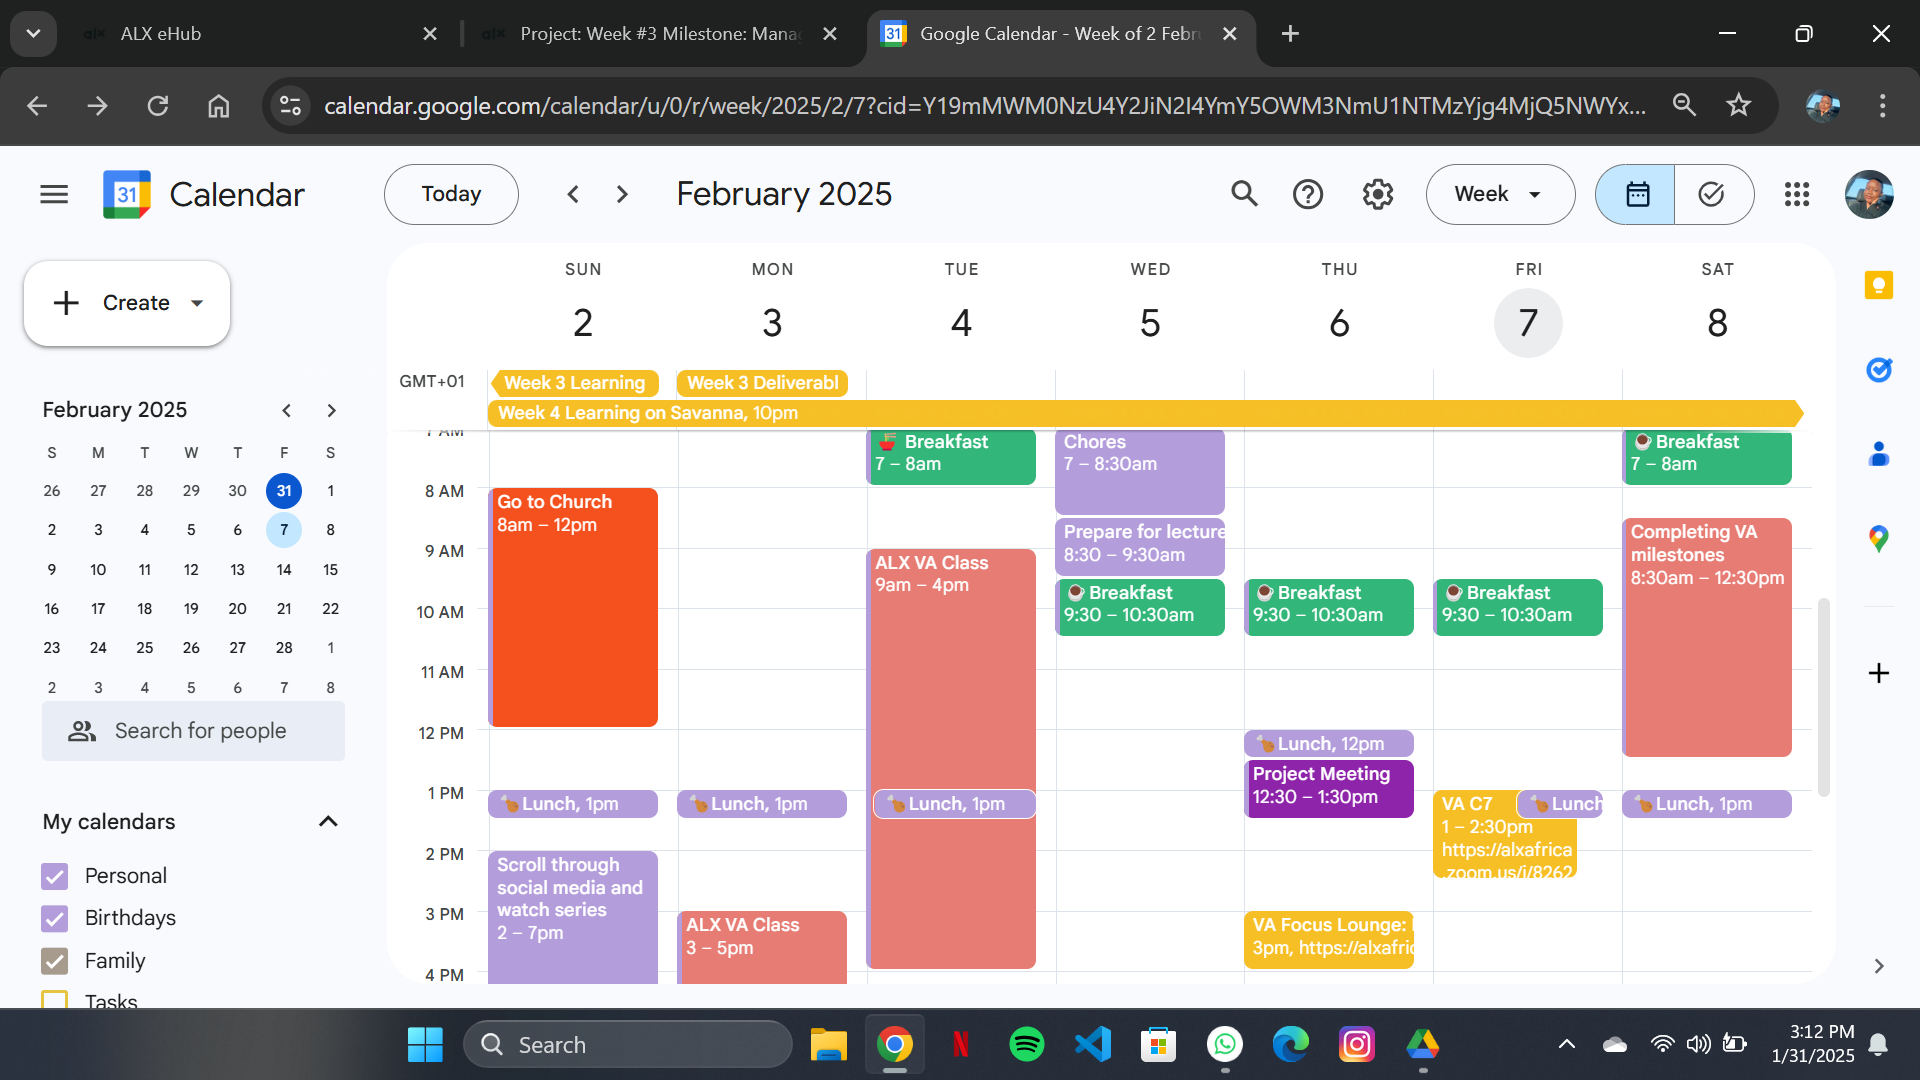 ALX eHub
Project: Week #3 Milestone: Mana
Google Calendar - Week of 2 Febru
calendar.google.com/calendar/u/0/r/week/2025/2/7?cid=Y19mMWM0NzU4Y2JiN2I4YmY5OWM3NmU1NTMzYjg4MjQ5NWYx...
31
Calendar
Today
February 2025
Week
Create
SUN
MON
TUE
WED
THU
FRI
SAT
2
3
4
5
6
7
8
GMT+01
Week 3 Learning
Week 3 Deliverabl
Week 4 Learning on Savanna, 10pm
February 2025
S M T W T F S
26 27 28 29 30 31 1
2 3 4 5 6 7 8
9 10 11 12 13 14 15
16 17 18 19 20 21 22
23 24 25 26 27 28 1
2 3 4 5 6 7 8
Search for people
My calendars
Personal
Birthdays
Family
Tasks
7 AM
8 AM
9 AM
10 AM
11 AM
12 PM
1 PM
2 PM
3 PM
4 PM
Go to Church
8am – 12pm
Lunch, 1pm
Scroll through
social media and
watch series
2 – 7pm
Lunch, 1pm
ALX VA Class
3 – 5pm
Breakfast
7 – 8am
ALX VA Class
9am – 4pm
Lunch, 1pm
Chores
7 – 8:30am
Prepare for lecture
8:30 – 9:30am
Breakfast
9:30 – 10:30am
Breakfast
9:30 – 10:30am
Lunch, 12pm
Project Meeting
12:30 – 1:30pm
VA Focus Lounge:
3pm, https://alxafric
Breakfast
9:30 – 10:30am
VA C7
1 – 2:30pm
https://alxafrica
.zoom.us/j/8262
Lunch
Breakfast
7 – 8am
Completing VA
milestones
8:30am – 12:30pm
Lunch, 1pm
Search
3:12 PM
1/31/2025